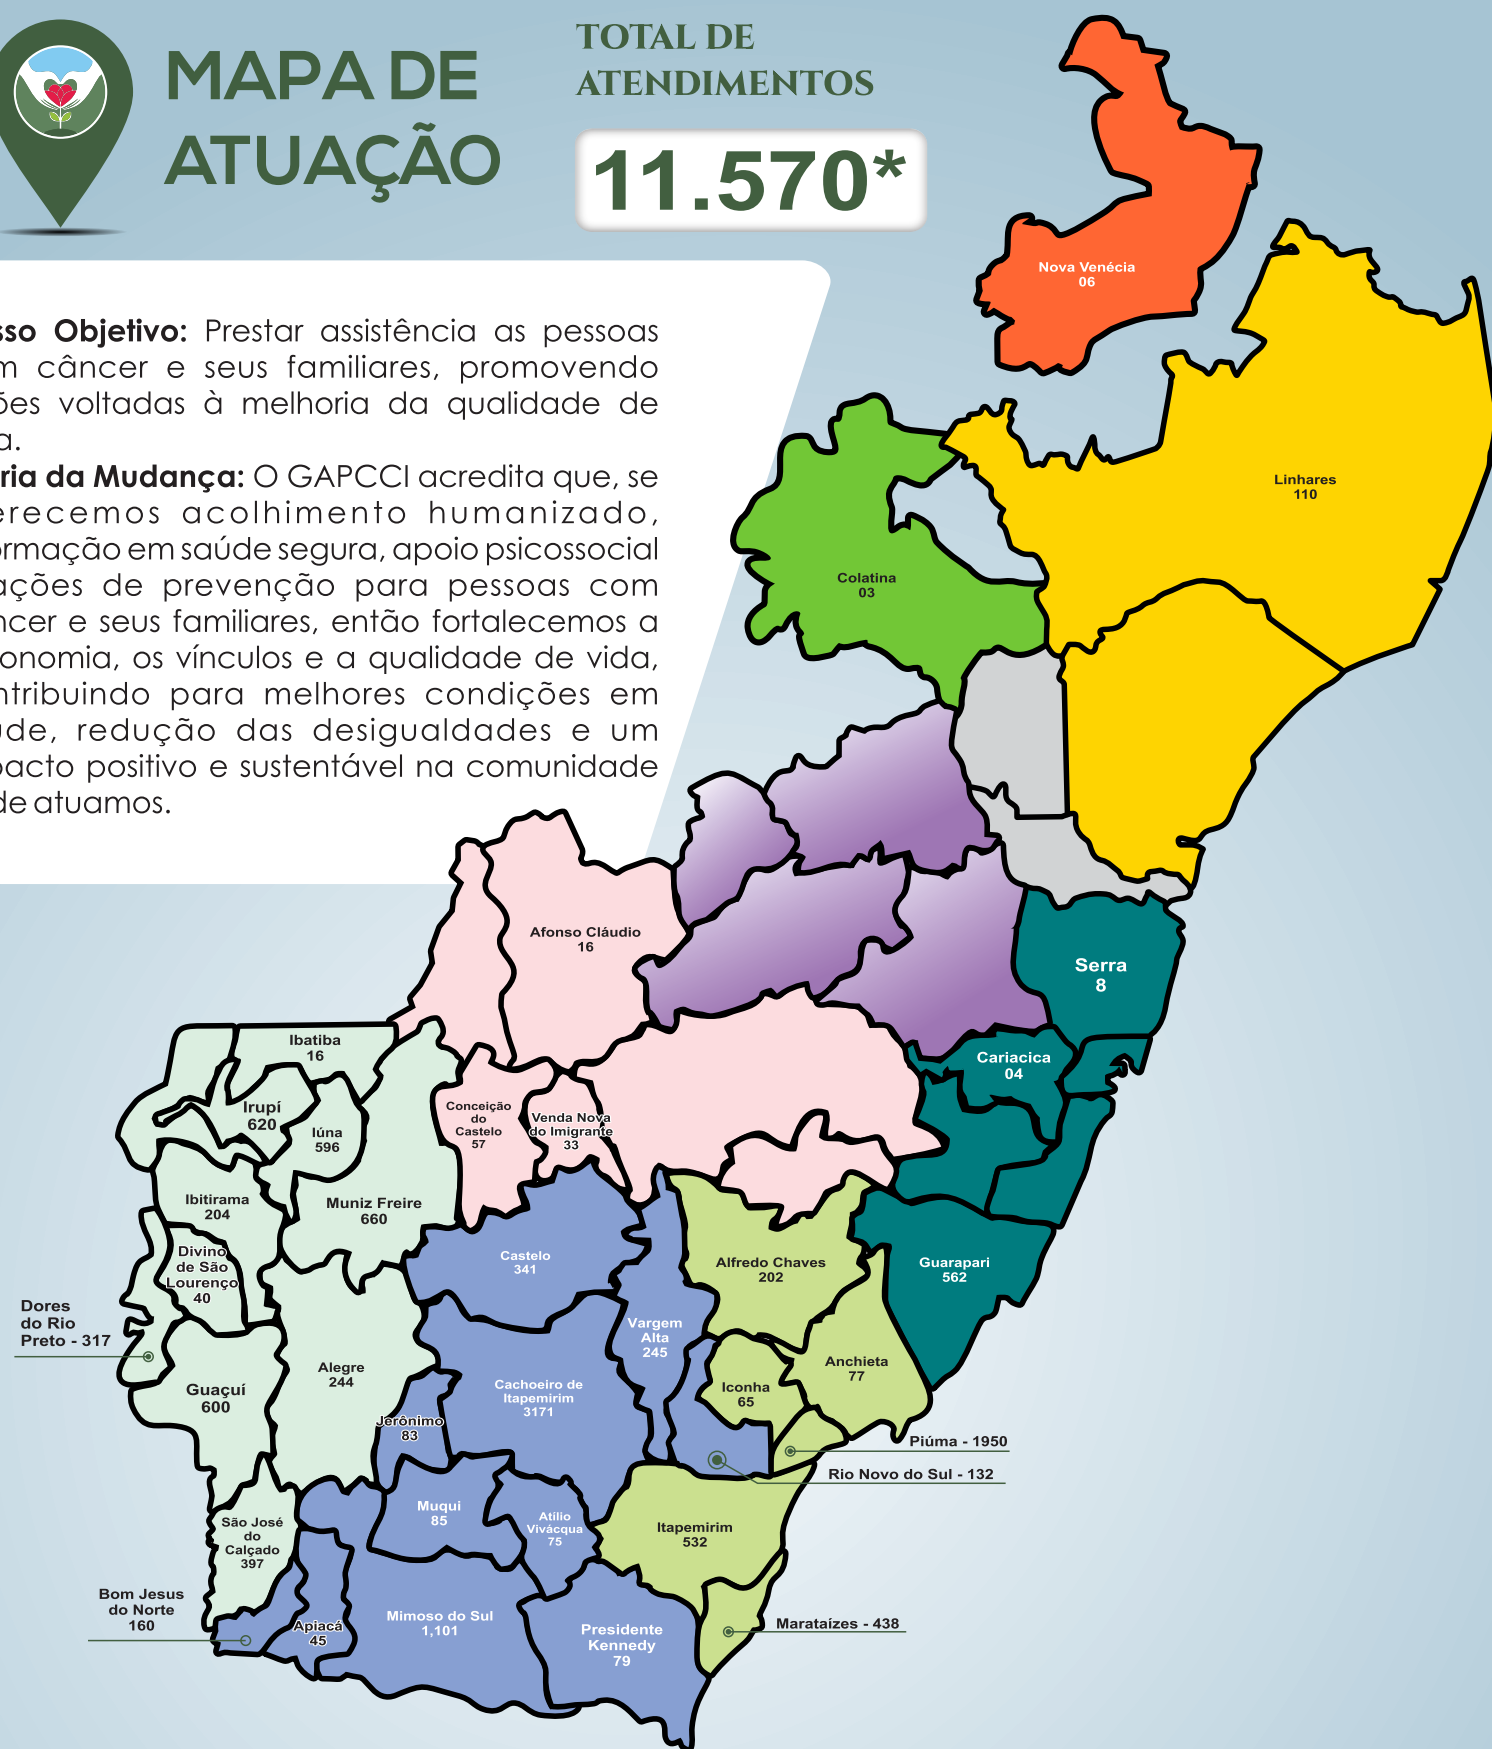 MAPA DE
ATUAÇÃO
TOTAL DE
ATENDIMENTOS
11.570*
sso Objetivo: Prestar assistência as pessoas
m câncer e seus familiares, promovendo
ões voltadas à melhoria da qualidade de
a.
ria da Mudança: O GAPCCI acredita que, se
erecemos acolhimento humanizado,
ormação em saúde segura, apoio psicossocial
ações de prevenção para pessoas com
ncer e seus familiares, então fortalecemos a
onomia, os vínculos e a qualidade de vida,
ntribuindo para melhores condições em
úde, redução das desigualdades e um
pacto positivo e sustentável na comunidade
de atuamos.
Nova Venécia
06
Linhares
110
Colatina
03
Afonso Cláudio
16
Serra
8
Ibatiba
16
Cariacica
04
Irupí
620
Iúna
596
Conceição
do
Castelo
57
Venda Nova
do Imigrante
33
Ibitirama
204
Muniz Freire
660
Divino
de São
Lourenço
40
Castelo
341
Alfredo Chaves
202
Guarapari
562
Dores
do Rio
Preto - 317
Vargem
Alta
245
Alegre
244
Anchieta
77
Guaçuí
600
Cachoeiro de
Itapemirim
3171
Iconha
65
Jerônimo
83
Piúma - 1950
Rio Novo do Sul - 132
Muqui
85
Atílio
Vivácqua
75
Itapemirim
532
São José
do
Calçado
397
Bom Jesus
do Norte
160
Apiacá
45
Mimoso do Sul
1,101
Presidente
Kennedy
79
Marataízes - 438